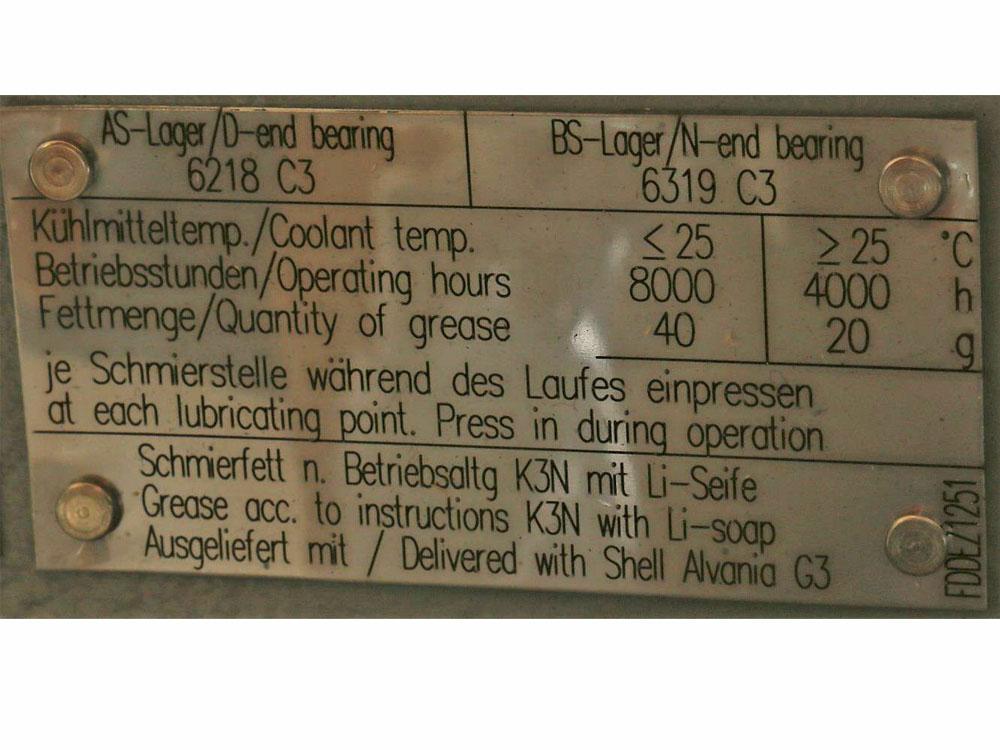 AS-Lager/D-end bearing
6218 C3
BS-Lager/N-end bearing
6319 C3
Kühlmitteltemp./Coolant temp. ≤25 ≥25 °C
Betriebsstunden/Operating hours 8000 4000 h
Fettmenge/Quantity of grease 40 20 g
je Schmierstelle während des Laufes einpressen
at each lubricating point. Press in during operation
Schmierfett n. Betriebsaltg K3N mit Li-Seife
Grease acc. to instructions K3N with Li-soap
Ausgeliefert mit / Delivered with Shell Alvania G3
FDDE/1251